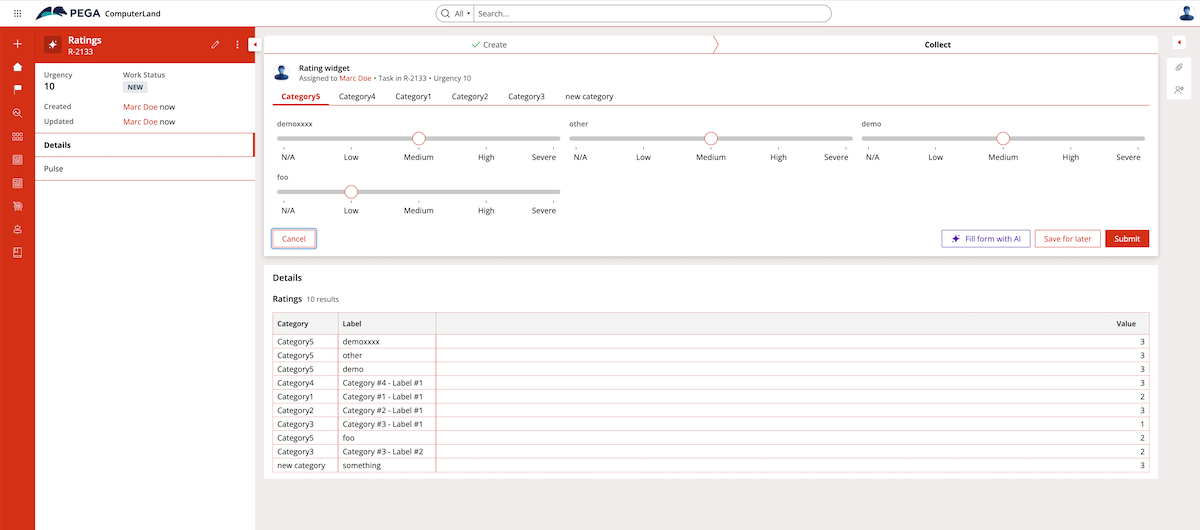 PEGA ComputerLand
All Search...
Ratings
R-2133
Urgency Work Status
10 NEW
Created Marc Doe now
Updated Marc Doe now
Details
Pulse
Create Collect
Rating widget
Assigned to Marc Doe • Task in R-2133 • Urgency 10
Category5 Category4 Category1 Category2 Category3 new category
demoxxxx other demo
N/A Low Medium High Severe N/A Low Medium High Severe N/A Low Medium High Severe
foo
N/A Low Medium High Severe
Cancel Fill form with AI Save for later Submit
Details
Ratings 10 results
Category Label Value
Category5 demoxxxx 3
Category5 other 3
Category5 demo 3
Category4 Category #4 - Label #1 3
Category1 Category #1 - Label #1 2
Category2 Category #2 - Label #1 3
Category3 Category #3 - Label #1 1
Category5 foo 2
Category3 Category #3 - Label #2 2
new category something 3